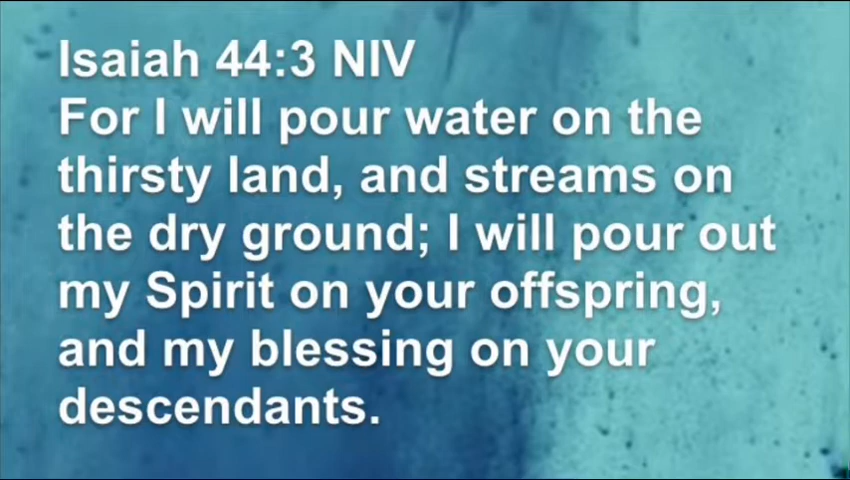 Isaiah 44:3 NIV
For I will pour water on the
thirsty land, and streams on
the dry ground; I will pour out
my Spirit on your offspring,
and my blessing on your
descendants.